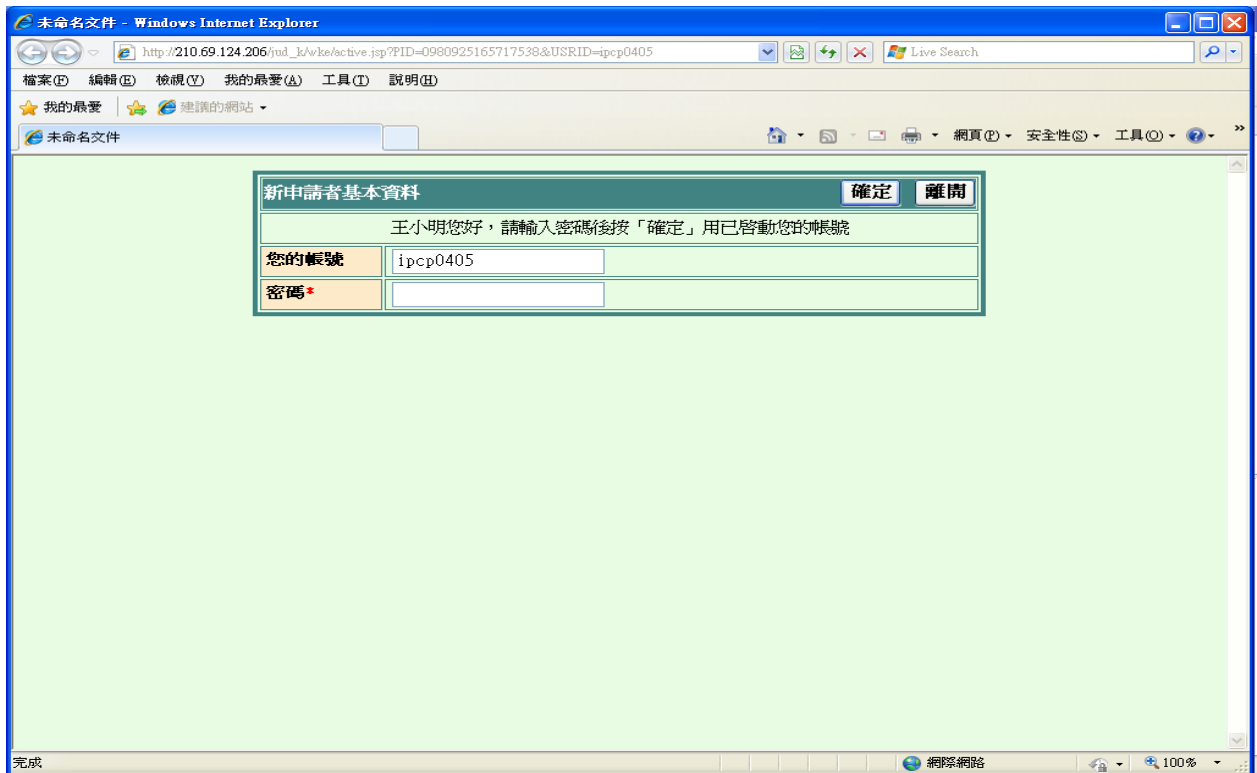 未命名文件 - Windows Internet Explorer
http://210.69.124.206/jud_k/wke/active.jsp?PID=0980925165717538&USRID=ipcp0405 Live Search
檔案(F) 編輯(E) 檢視(V) 我的最愛(A) 工具(T) 說明(H)
我的最愛 建議的網站
未命名文件 網頁(P) 安全性(S) 工具(O) »
新申請者基本資料 確定 離開
王小明您好，請輸入密碼後按「確定」用已啓動您的帳號
您的帳號 ipcp0405
密碼*
完成 網際網路 100%